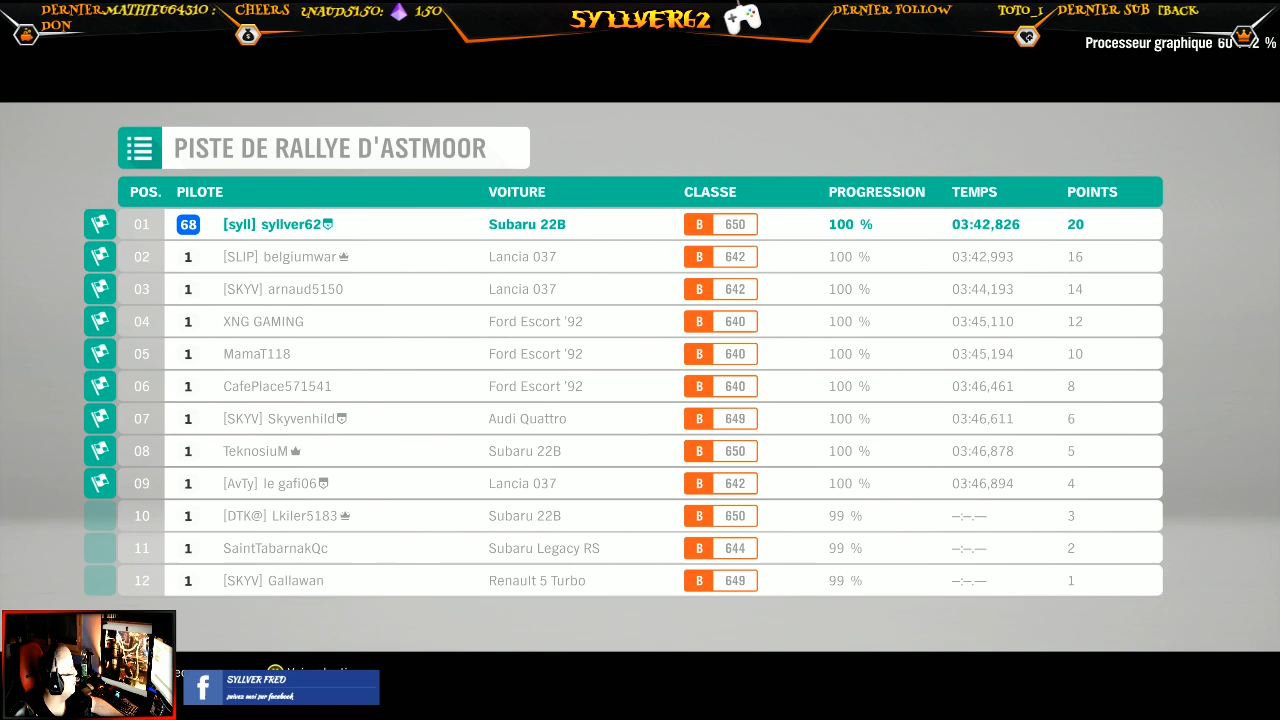 DERNIER MATHIEU64310 :
DON
CHEERS
: 150
SYLLVER62
DERNIER FOLLOW
DERNIER SUB
Processeur graphique 60 %
PISTE DE RALLYE D'ASTMOOR
POS. PILOTE VOITURE CLASSE PROGRESSION TEMPS POINTS
01 68 [syll] syllver62 Subaru 22B B 650 100 % 03:42,826 20
02 1 [SLIP] belgiumwar Lancia 037 B 642 100 % 03:42,993 16
03 1 [SKYV] arnaud5150 Lancia 037 B 642 100 % 03:44,193 14
04 1 XNG GAMING Ford Escort '92 B 640 100 % 03:45,110 12
05 1 MamaT118 Ford Escort '92 B 640 100 % 03:45,194 10
06 1 CafePlace571541 Ford Escort '92 B 640 100 % 03:46,461 8
07 1 [SKYV] Skyvenhild Audi Quattro B 649 100 % 03:46,611 6
08 1 TeknosiuM Subaru 22B B 650 100 % 03:46,878 5
09 1 [AvTy] le gafi06 Lancia 037 B 642 100 % 03:46,894 4
10 1 [DTK@] Lkiler5183 Subaru 22B B 650 99 % --:--.--- 3
11 1 SaintTabarnakQc Subaru Legacy RS B 644 99 % --:--.--- 2
12 1 [SKYV] Gallawan Renault 5 Turbo B 649 99 % --:--.--- 1
SYLLVER FRED
suivez moi par facebook